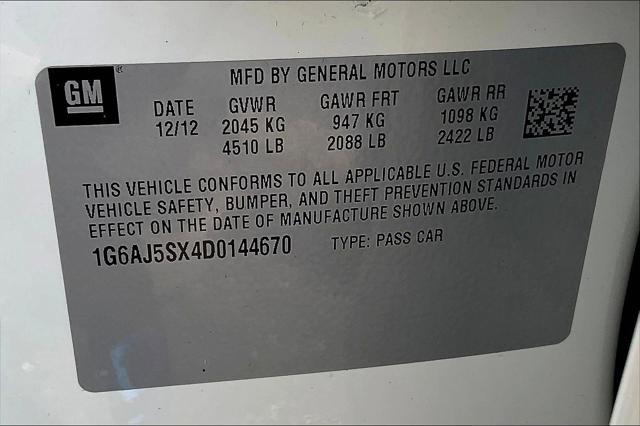 GM
MFD BY GENERAL MOTORS LLC
DATE GVWR GAWR FRT GAWR RR
12/12 2045 KG 947 KG 1098 KG
4510 LB 2088 LB 2422 LB
THIS VEHICLE CONFORMS TO ALL APPLICABLE U.S. FEDERAL MOTOR
VEHICLE SAFETY, BUMPER, AND THEFT PREVENTION STANDARDS IN
EFFECT ON THE DATE OF MANUFACTURE SHOWN ABOVE.
1G6AJ5SX4D0144670 TYPE: PASS CAR